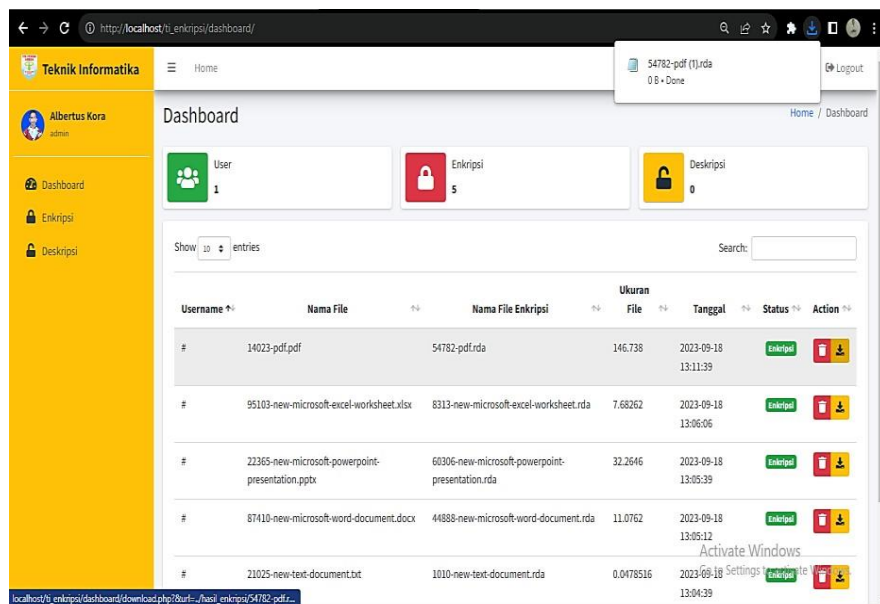 http://localhost/ti_enkripsi/dashboard/
54782-pdf (1).rda
0 B • Done
Teknik Informatika
Home
Logout
Albertus Kora
admin
Dashboard
Home / Dashboard
User
1
Enkripsi
5
Deskripsi
0
Dashboard
Enkripsi
Deskripsi
Show 10 entries
Search:
Username Nama File Nama File Enkripsi Ukuran File Tanggal Status Action
# 14023-pdf.pdf 54782-pdf.rda 146.738 2023-09-18 Enkripsi
13:11:39
# 95103-new-microsoft-excel-worksheet.xlsx 8313-new-microsoft-excel-worksheet.rda 7.68262 2023-09-18 Enkripsi
13:06:06
# 22365-new-microsoft-powerpoint- 60306-new-microsoft-powerpoint- 32.2646 2023-09-18 Enkripsi
presentation.pptx presentation.rda 13:05:39
# 87410-new-microsoft-word-document.docx 44888-new-microsoft-word-document.rda 11.0762 2023-09-18 Enkripsi
13:05:12
Activate Windows
# 21025-new-text-document.txt 1010-new-text-document.rda 0.0478516 2023-09-18 Enkripsi
Go to Settings to activate Windows.
13:04:39
localhost/ti_enkripsi/dashboard/download.php?&url=../hasil_enkripsi/54782-pdf.r...